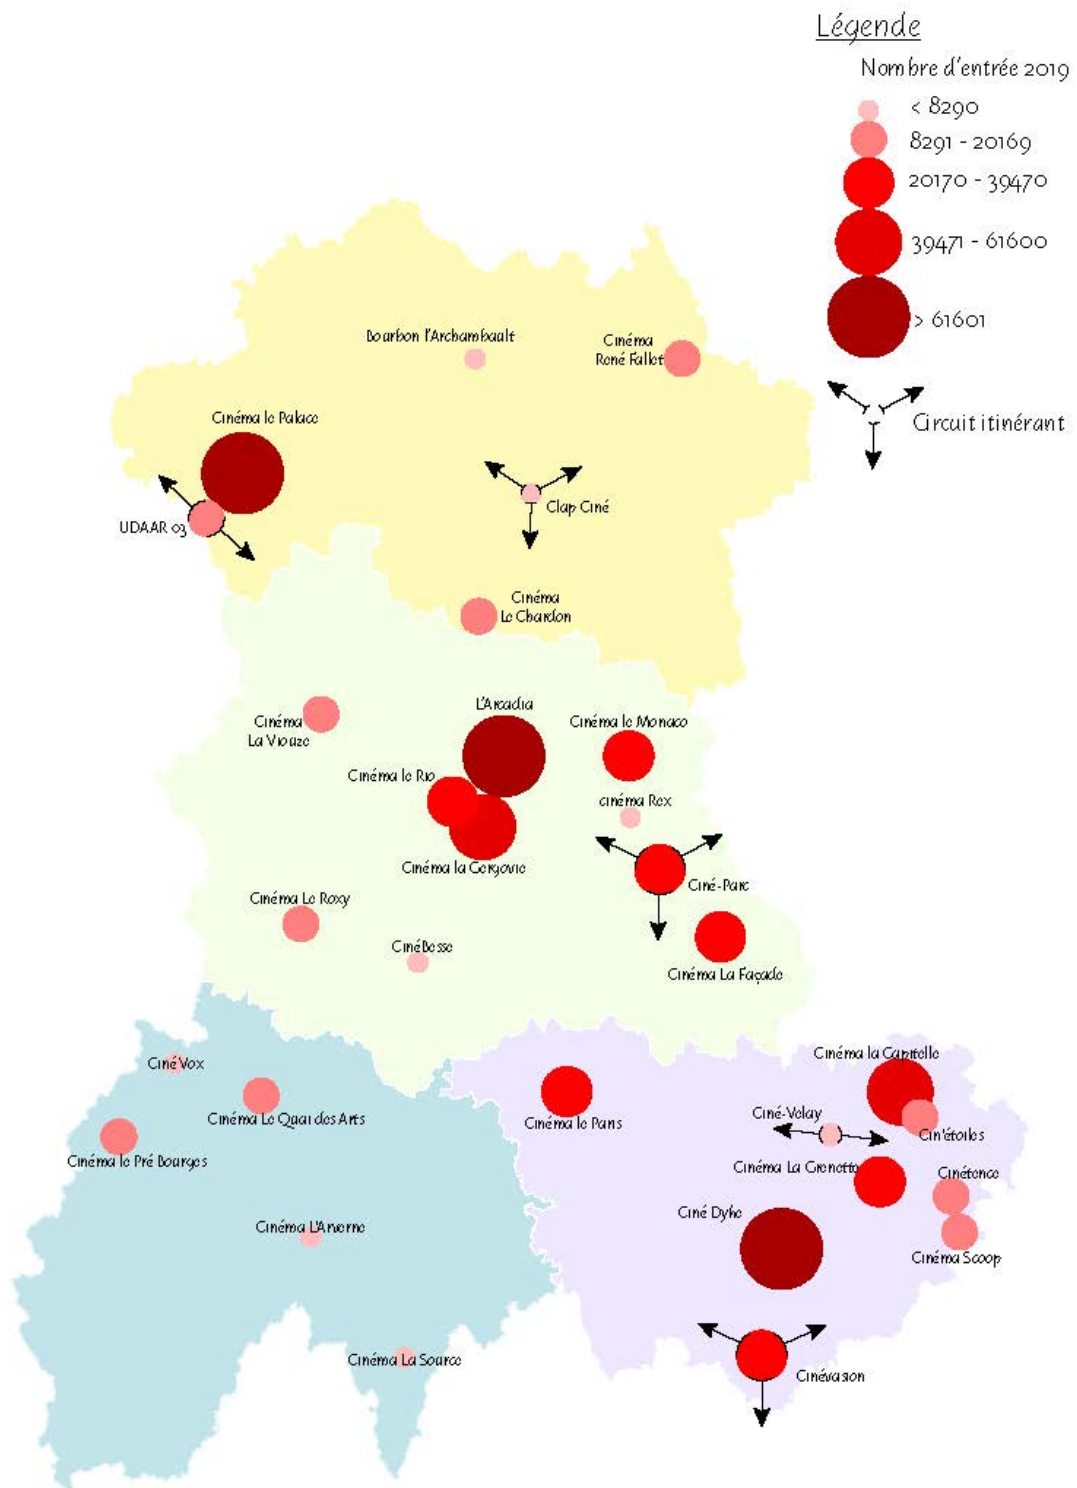 Légende
Nombre d'entrée 2019
< 8290
8291 - 20169
20170 - 39470
39471 - 61600
> 61601
Circuit itinérant
Bourbon l'Archambault
Cinéma
René Fallet
Cinéma le Palace
UDAAR 03
Clap Ciné
Cinéma
Le Chardon
L'Arcadia
Cinéma le Monaco
Cinéma
La Viouze
Cinéma le Rio
cinéma Rex
Cinéma la Gergovie
Ciné-Parc
Cinéma Le Roxy
CinéBesse
Cinéma La Façade
Ciné Vox
Cinéma la Capitelle
Cinéma Le Quai des Arts
Cinéma le Paris
Ciné-Velay
Cin'étoiles
Cinéma le Pré Bourges
Cinéma La Grenette
Cinétence
Ciné Dyke
Cinéma L'Arverne
Cinéma Scoop
Cinéma La Source
Cinévasion